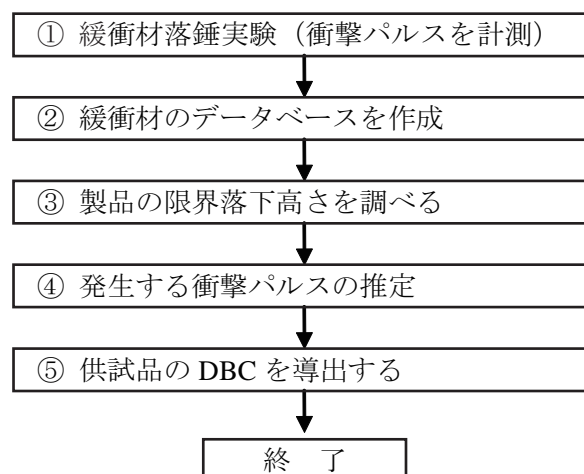 ① 緩衝材落錘実験（衝撃パルスを計測）
② 緩衝材のデータベースを作成
③ 製品の限界落下高さを調べる
④ 発生する衝撃パルスの推定
⑤ 供試品の DBC を導出する
終　了